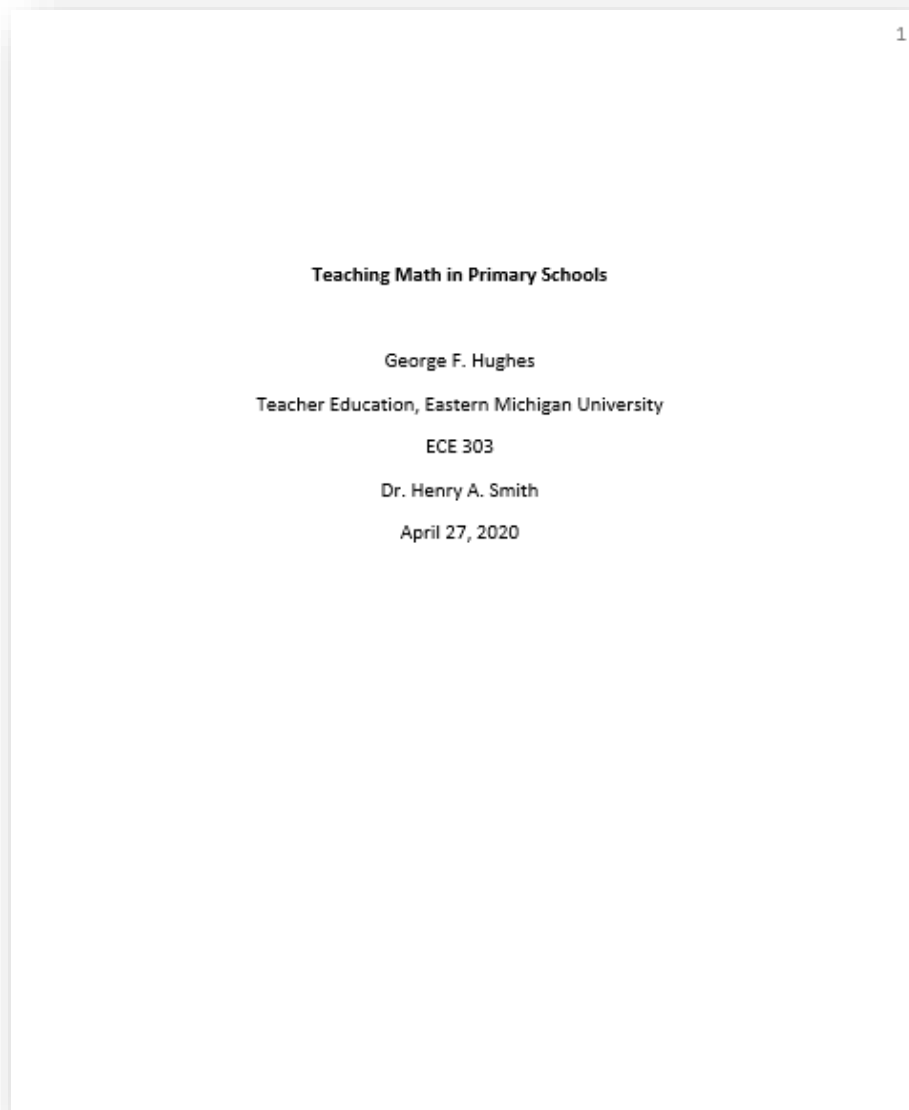 1
Teaching Math in Primary Schools
George F. Hughes
Teacher Education, Eastern Michigan University
ECE 303
Dr. Henry A. Smith
April 27, 2020